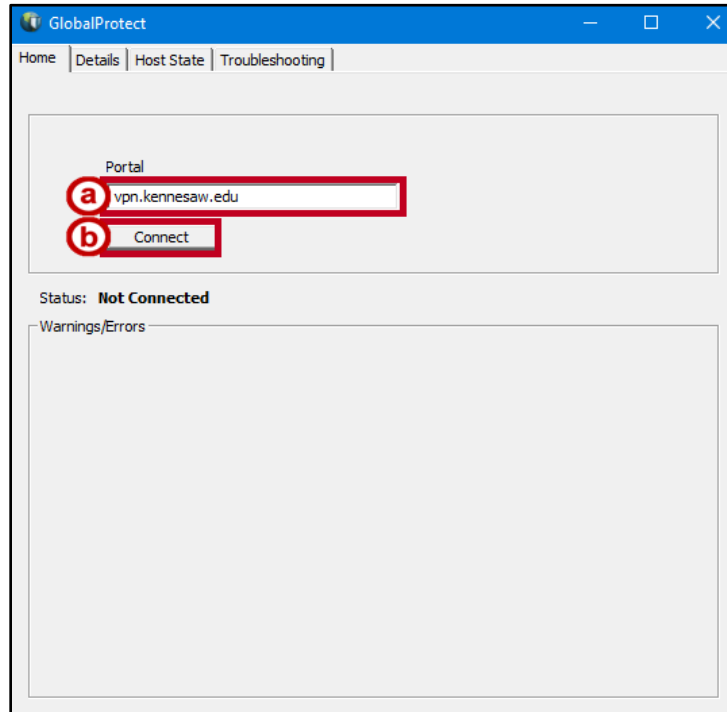 GlobalProtect
Home Details Host State Troubleshooting
Portal
a vpn.kennesaw.edu
b Connect
Status: Not Connected
Warnings/Errors